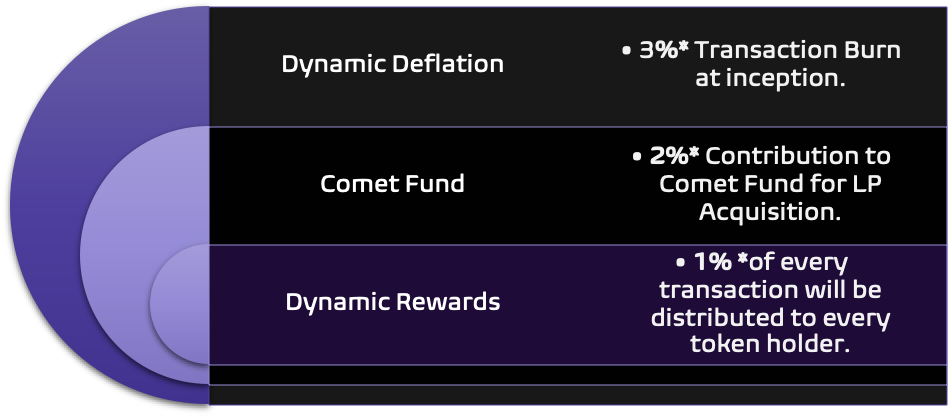 Dynamic Deflation
• 3%* Transaction Burn
at inception.
Comet Fund
• 2%* Contribution to
Comet Fund for LP
Acquisition.
Dynamic Rewards
• 1% *of every
transaction will be
distributed to every
token holder.